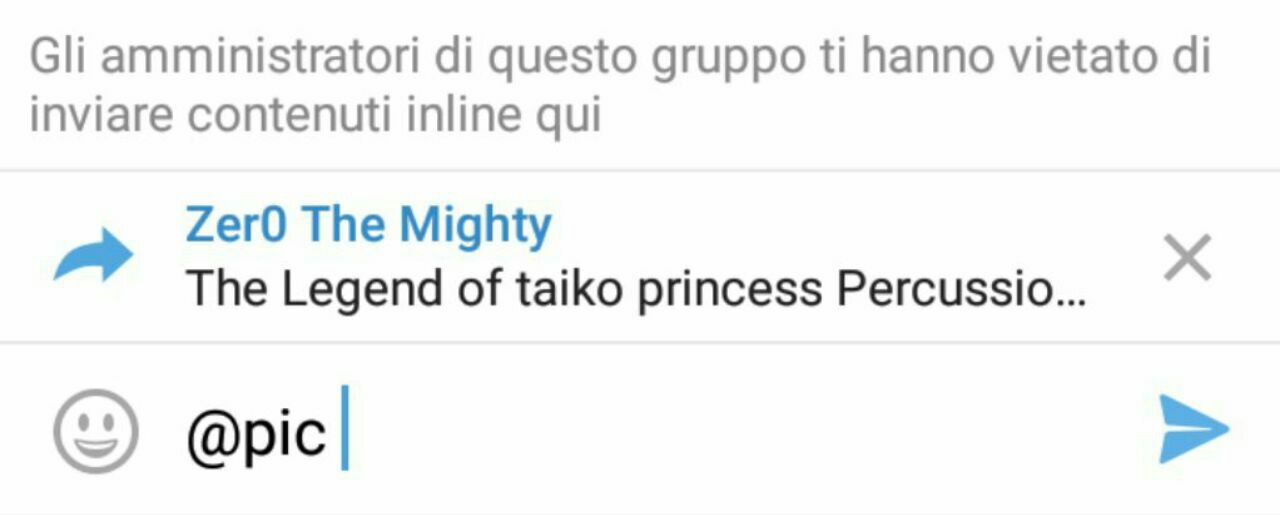 Gli amministratori di questo gruppo ti hanno vietato di
inviare contenuti inline qui
Zer0 The Mighty
The Legend of taiko princess Percussio...
@pic